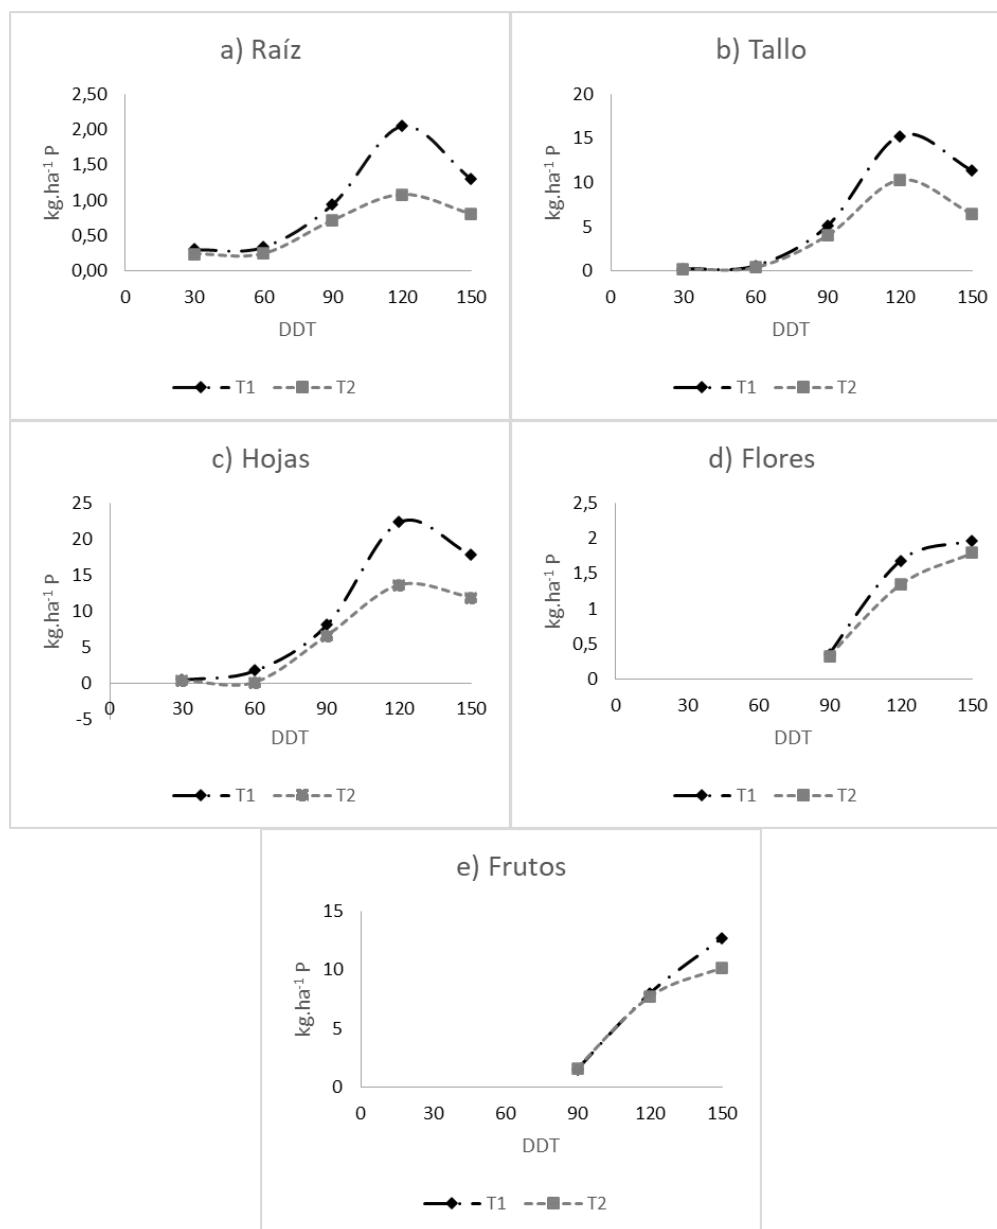 a) Raíz
kg.ha⁻¹ P
2,50
2,00
1,50
1,00
0,50
0,00
0 30 60 90 120 150
DDT
T1 T2
b) Tallo
kg.ha⁻¹ P
20
15
10
5
0
0 30 60 90 120 150
DDT
T1 T2
c) Hojas
kg.ha⁻¹ P
25
20
15
10
5
0
-5
0 30 60 90 120 150
DDT
T1 T2
d) Flores
kg.ha⁻¹ P
2,5
2
1,5
1
0,5
0
0 30 60 90 120 150
DDT
T1 T2
e) Frutos
kg.ha⁻¹ P
15
10
5
0
0 30 60 90 120 150
DDT
T1 T2